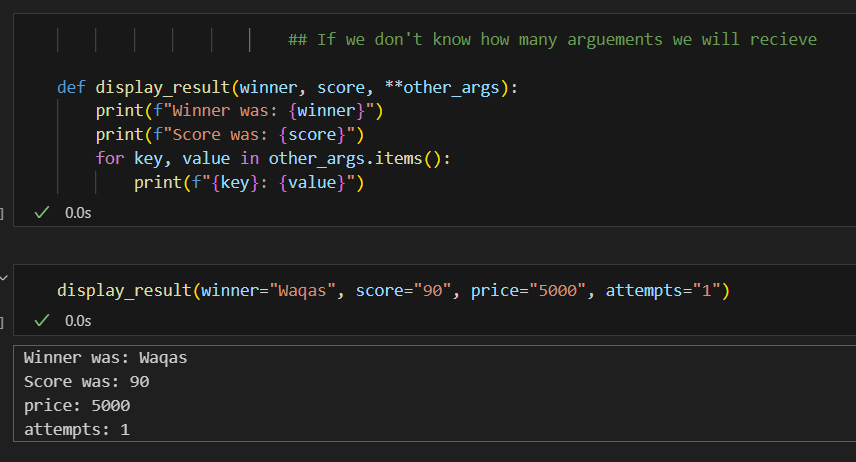 ## If we don't know how many arguements we will recieve
def display_result(winner, score, **other_args):
    print(f"Winner was: {winner}")
    print(f"Score was: {score}")
    for key, value in other_args.items():
        print(f"{key}: {value}")
]
0.0s
display_result(winner="Waqas", score="90", price="5000", attempts="1")
]
0.0s
Winner was: Waqas
Score was: 90
price: 5000
attempts: 1